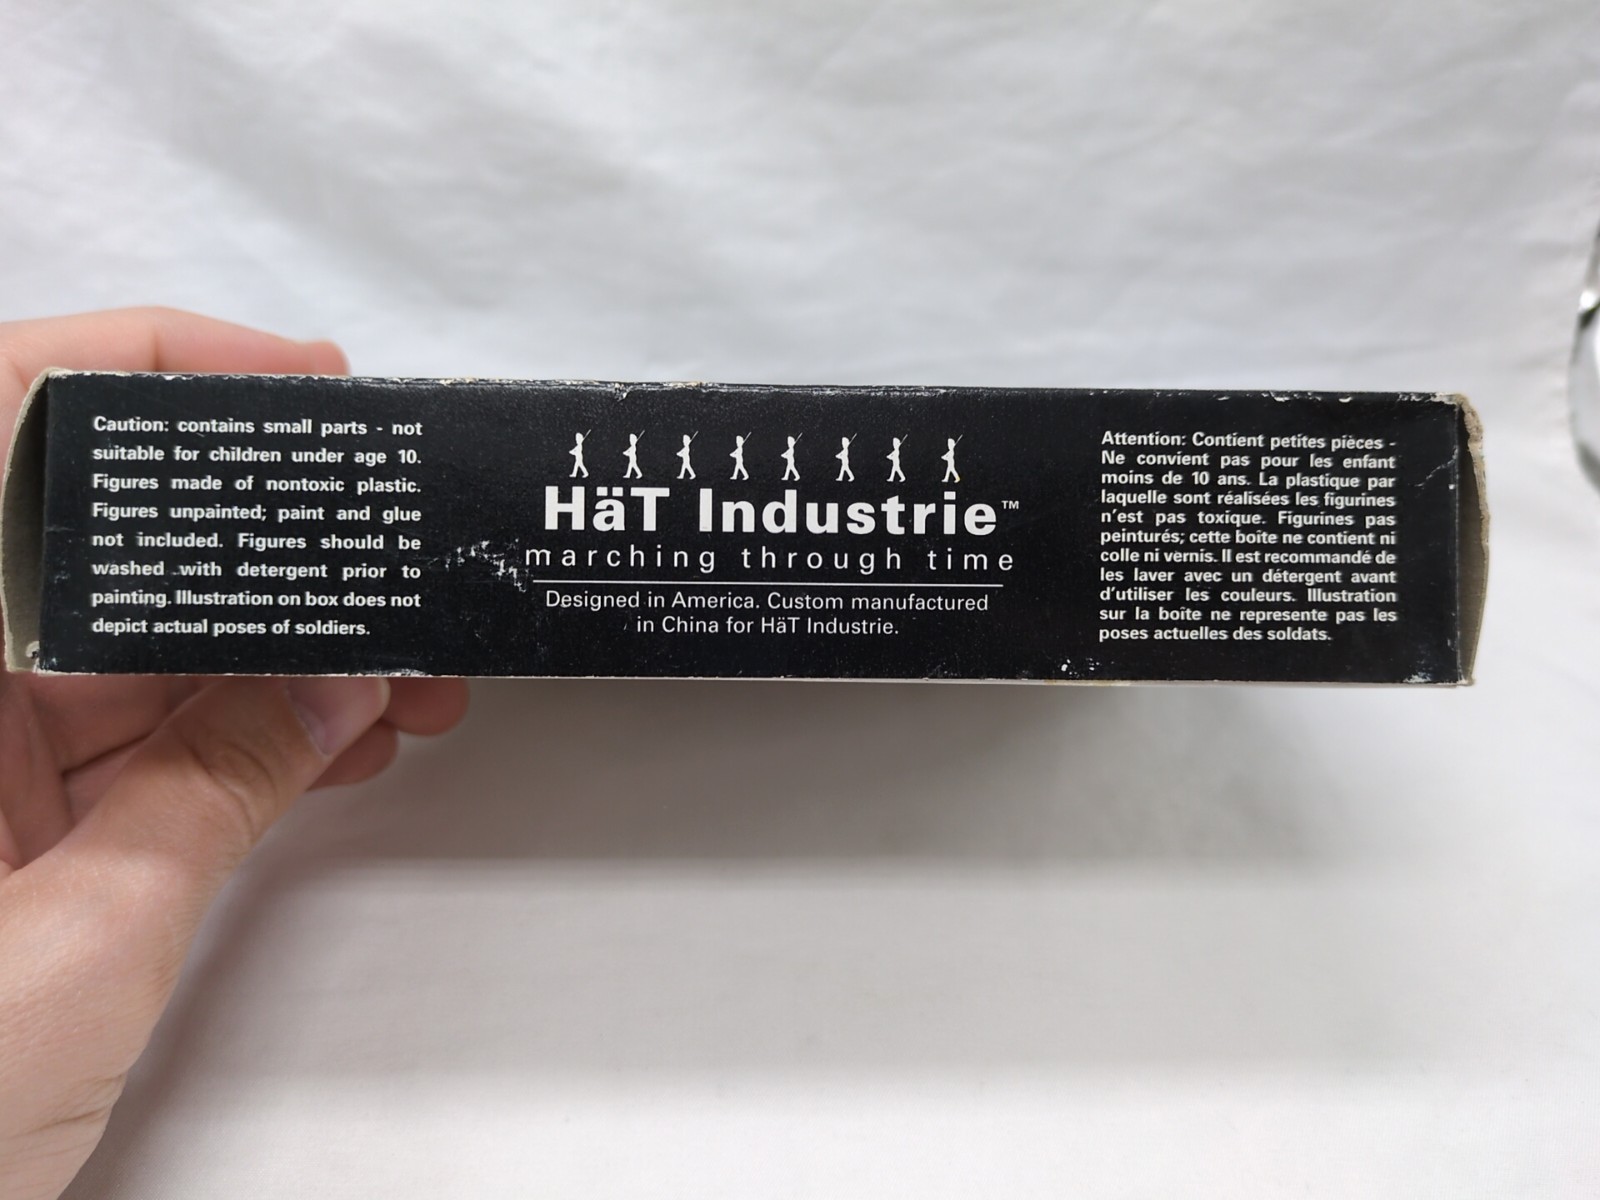 Caution: contains small parts - not
suitable for children under age 10.
Figures made of nontoxic plastic.
Figures unpainted; paint and glue
not included. Figures should be
washed with detergent prior to
painting. Illustration on box does not
depict actual poses of soldiers.
HäT Industrie™
marching through time
Designed in America. Custom manufactured
in China for HäT Industrie.
Attention: Contient petites pièces -
Ne convient pas pour les enfant
moins de 10 ans. La plastique par
laquelle sont réalisées les figurines
n'est pas toxique. Figurines pas
peinturés; cette boîte ne contient ni
colle ni vernis. Il est recommandé de
les laver avec un détergent avant
d'utiliser les couleurs. Illustration
sur la boîte ne represente pas les
poses actuelles des soldats.